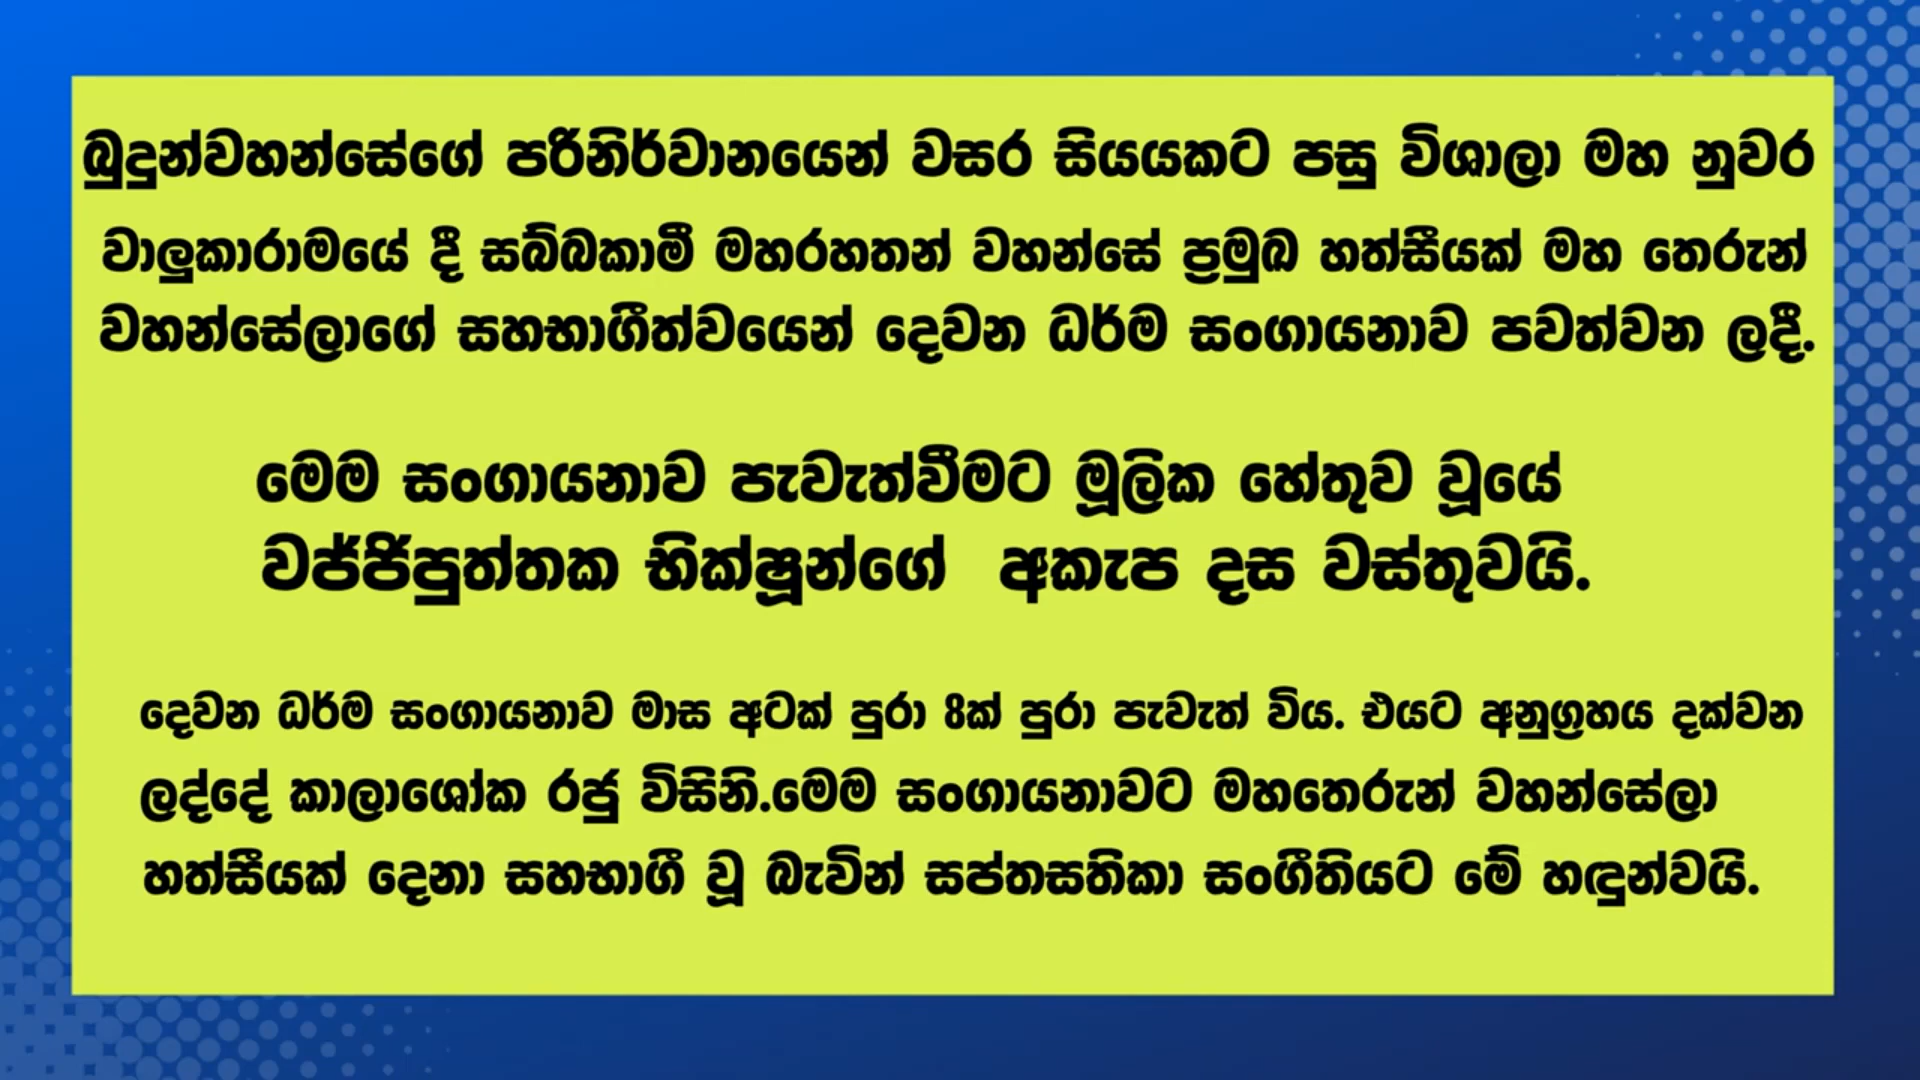 බුදුන්වහන්සේගේ පරිනිර්වානයෙන් වසර සියයකට පසු විශාලා මහ නුවර
වාලුකාරාමයේ දී සබ්බකාමී මහරහතන් වහන්සේ ප්‍රමුඛ හත්සීයක් මහ තෙරුන්
වහන්සේලාගේ සහභාගීත්වයෙන් දෙවන ධර්ම සංගායනාව පවත්වන ලදී.
මෙම සංගායනාව පැවැත්වීමට මූලික හේතුව වූයේ
වජ්ජිපුත්තක භික්ෂූන්ගේ අකැප දස වස්තුවයි.
දෙවන ධර්ම සංගායනාව මාස අටක් පුරා 8ක් පුරා පැවැත් විය. එයට අනුග්‍රහය දක්වන
ලද්දේ කාලාශෝක රජු විසිනි.මෙම සංගායනාවට මහතෙරුන් වහන්සේලා
හත්සීයක් දෙනා සහභාගී වූ බැවින් සප්තසතිකා සංගීතියට මේ හඳුන්වයි.